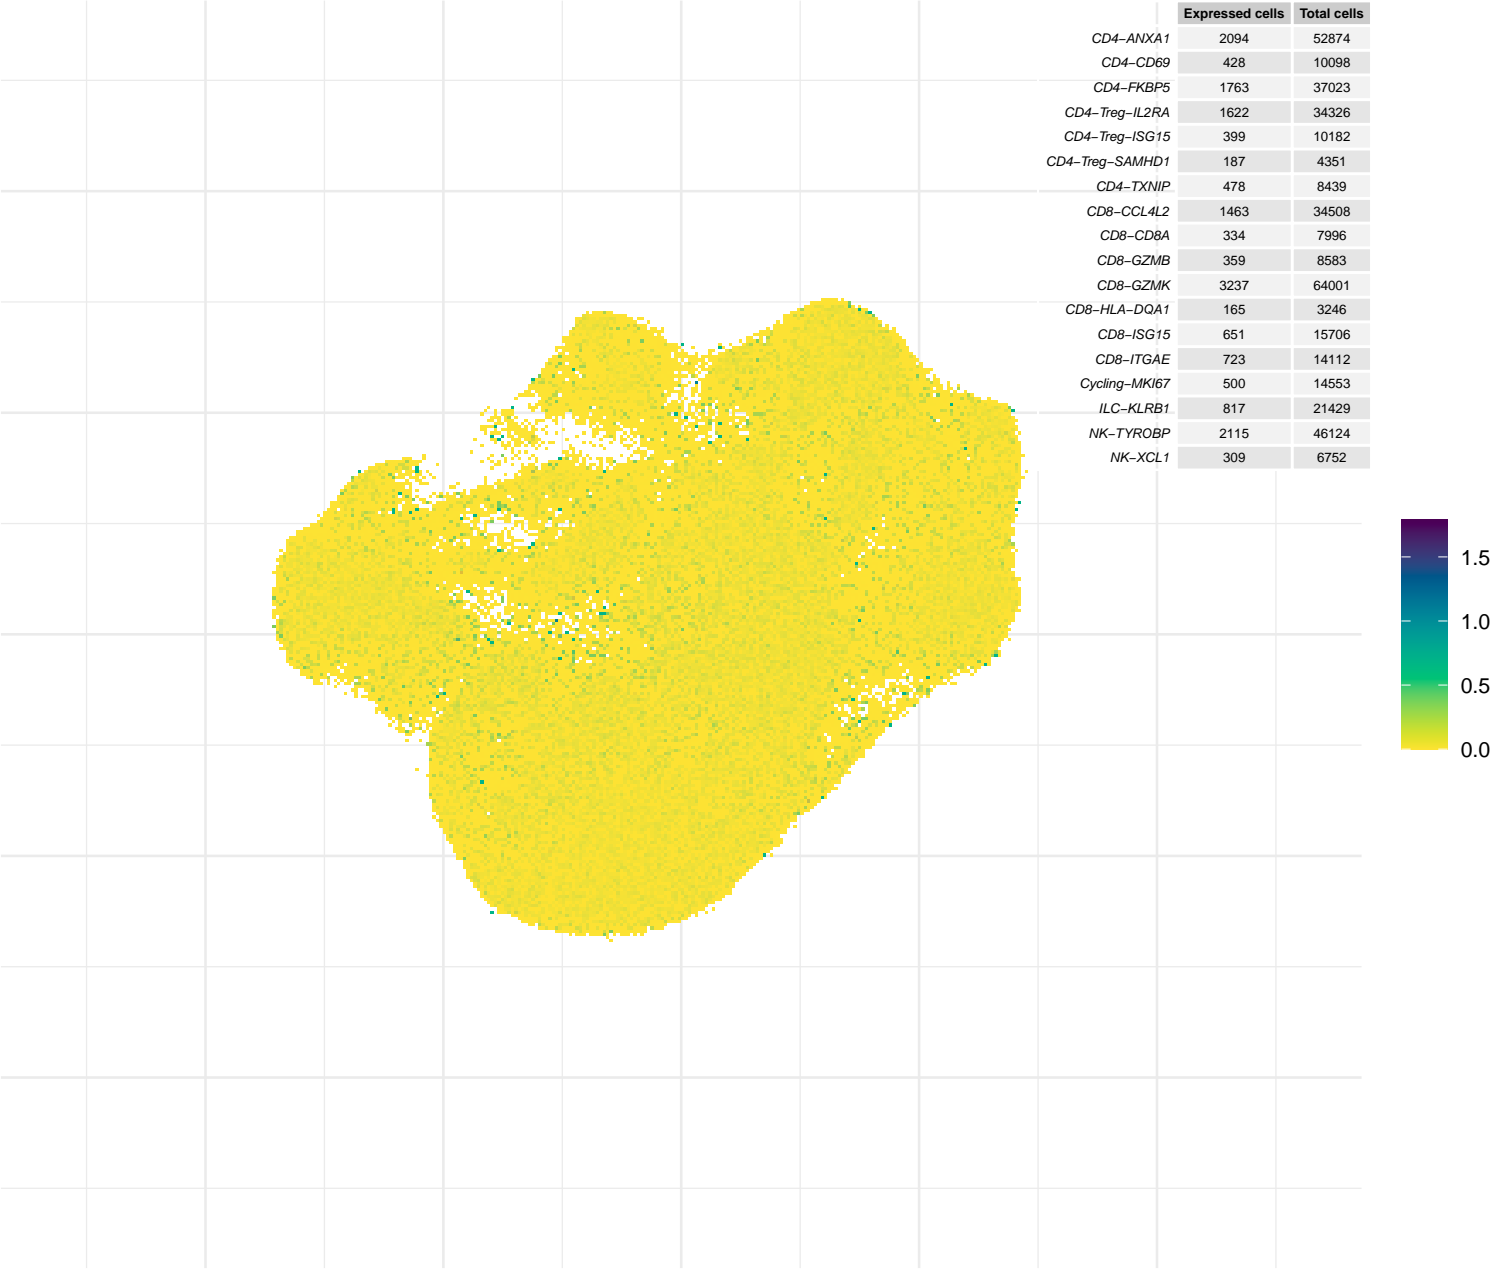 Expressed cells Total cells
CD4−ANXA1 2094 52874
CD4−CD69 428 10098
CD4−FKBP5 1763 37023
CD4−Treg−IL2RA 1622 34326
CD4−Treg−ISG15 399 10182
CD4−Treg−SAMHD1 187 4351
CD4−TXNIP 478 8439
CD8−CCL4L2 1463 34508
CD8−CD8A 334 7996
CD8−GZMB 359 8583
CD8−GZMK 3237 64001
CD8−HLA−DQA1 165 3246
CD8−ISG15 651 15706
CD8−ITGAE 723 14112
Cycling−MKI67 500 14553
ILC−KLRB1 817 21429
NK−TYROBP 2115 46124
NK−XCL1 309 6752
1.5
1.0
0.5
0.0